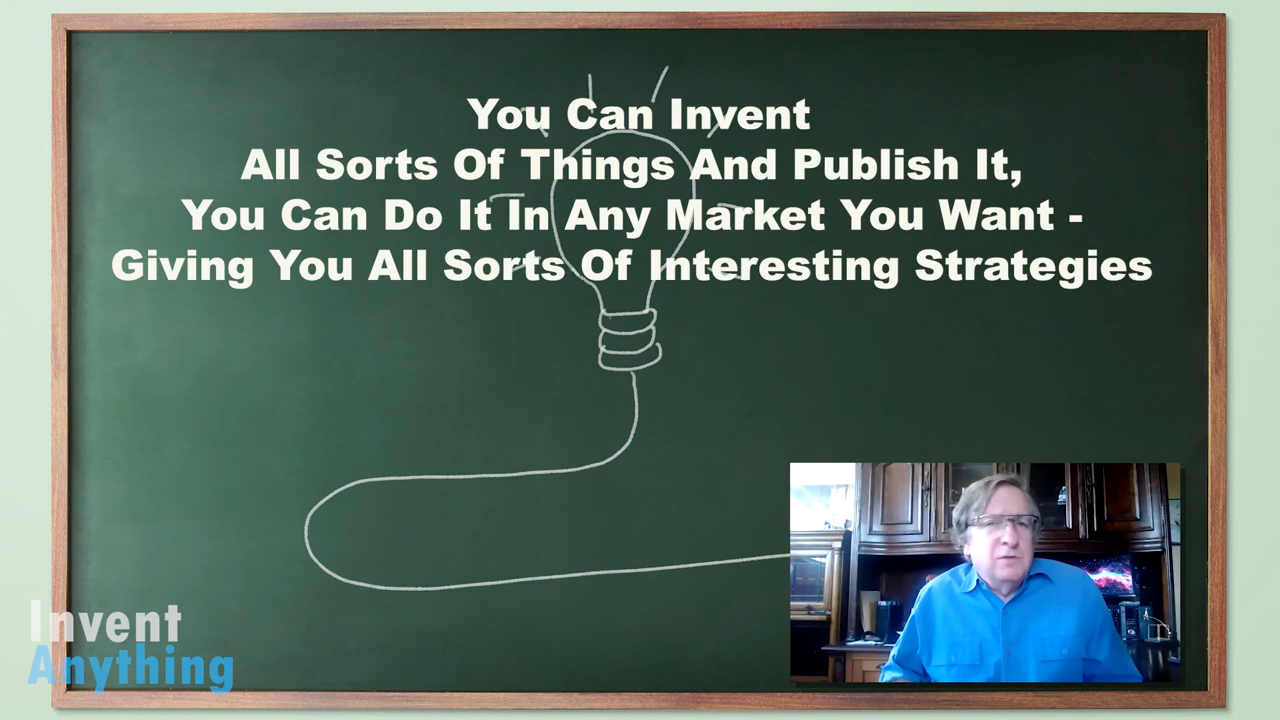 You Can Invent
All Sorts Of Things And Publish It,
You Can Do It In Any Market You Want -
Giving You All Sorts Of Interesting Strategies
Invent
Anything